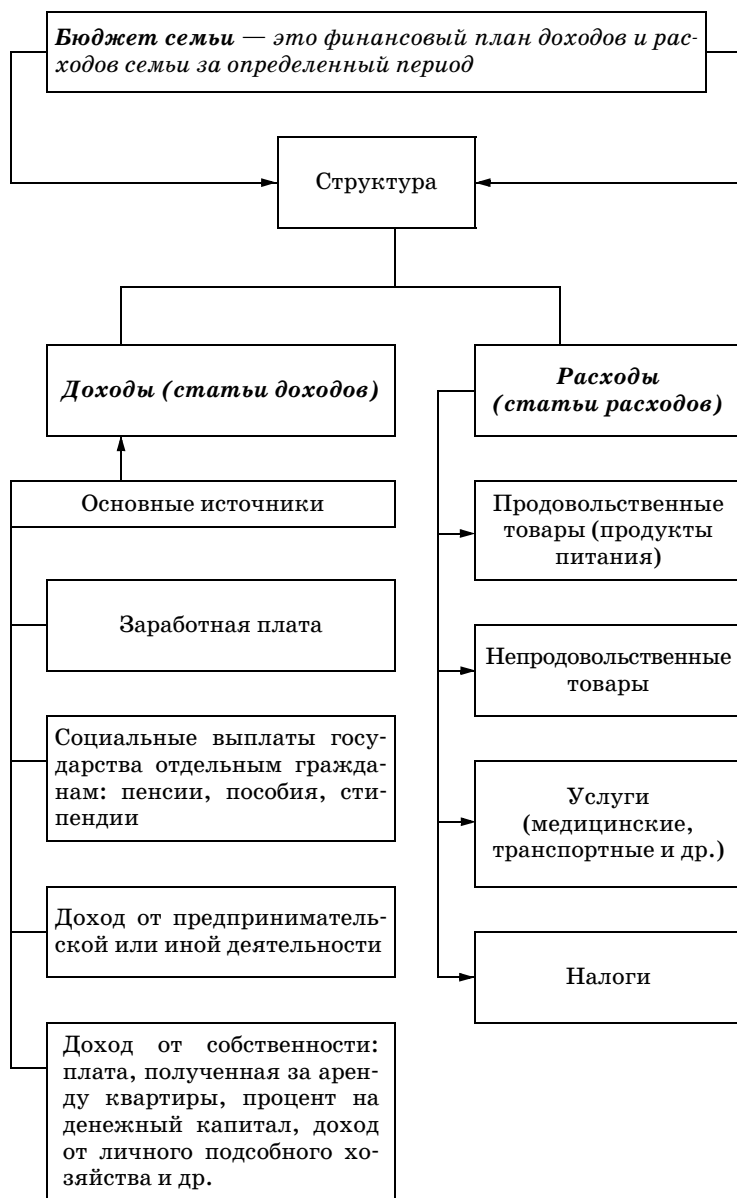 Бюджет семьи — это финансовый план доходов и рас-
ходов семьи за определенный период
Структура
Доходы (статьи доходов)
Основные источники
Заработная плата
Социальные выплаты госу-
дарства отдельным гражда-
нам: пенсии, пособия, сти-
пендии
Доход от предприниматель-
ской или иной деятельности
Доход от собственности:
плата, полученная за арен-
ду квартиры, процент на
денежный капитал, доход
от личного подсобного хо-
зяйства и др.
Расходы
(статьи расходов)
Продовольственные
товары (продукты
питания)
Непродовольственные
товары
Услуги
(медицинские,
транспортные и др.)
Налоги